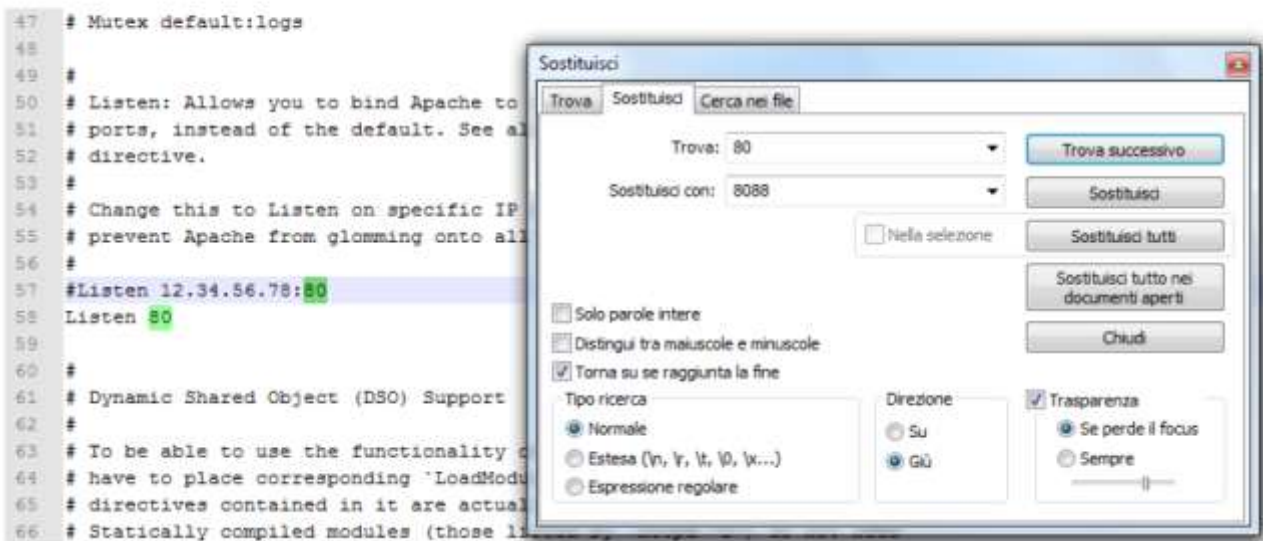 47 # Mutex default:logs
48
49 #
50 # Listen: Allows you to bind Apache to
51 # ports, instead of the default. See al
52 # directive.
53 #
54 # Change this to Listen on specific IP
55 # prevent Apache from glomming onto all
56 #
57 #Listen 12.34.56.78:80
58 Listen 80
59
60 #
61 # Dynamic Shared Object (DSO) Support
62 #
63 # To be able to use the functionality
64 # have to place corresponding `LoadModu
65 # directives contained in it are actual
66 # Statically compiled modules (those
Sostituisci
Trova Sostituisci Cerca nei file
Trova: 80
Trova successivo
Sostituisci con: 8088
Sostituisci
Nella selezione
Sostituisci tutti
Sostituisci tutto nei
documenti aperti
Solo parole intere
Chiudi
Distingui tra maiuscole e minuscole
Torna su se raggiunta la fine
Tipo ricerca
Direzione
Trasparenza
Normale
Su
Se perde il focus
Estesa (\n, \r, \t, \0, \x...)
Giù
Sempre
Espressione regolare